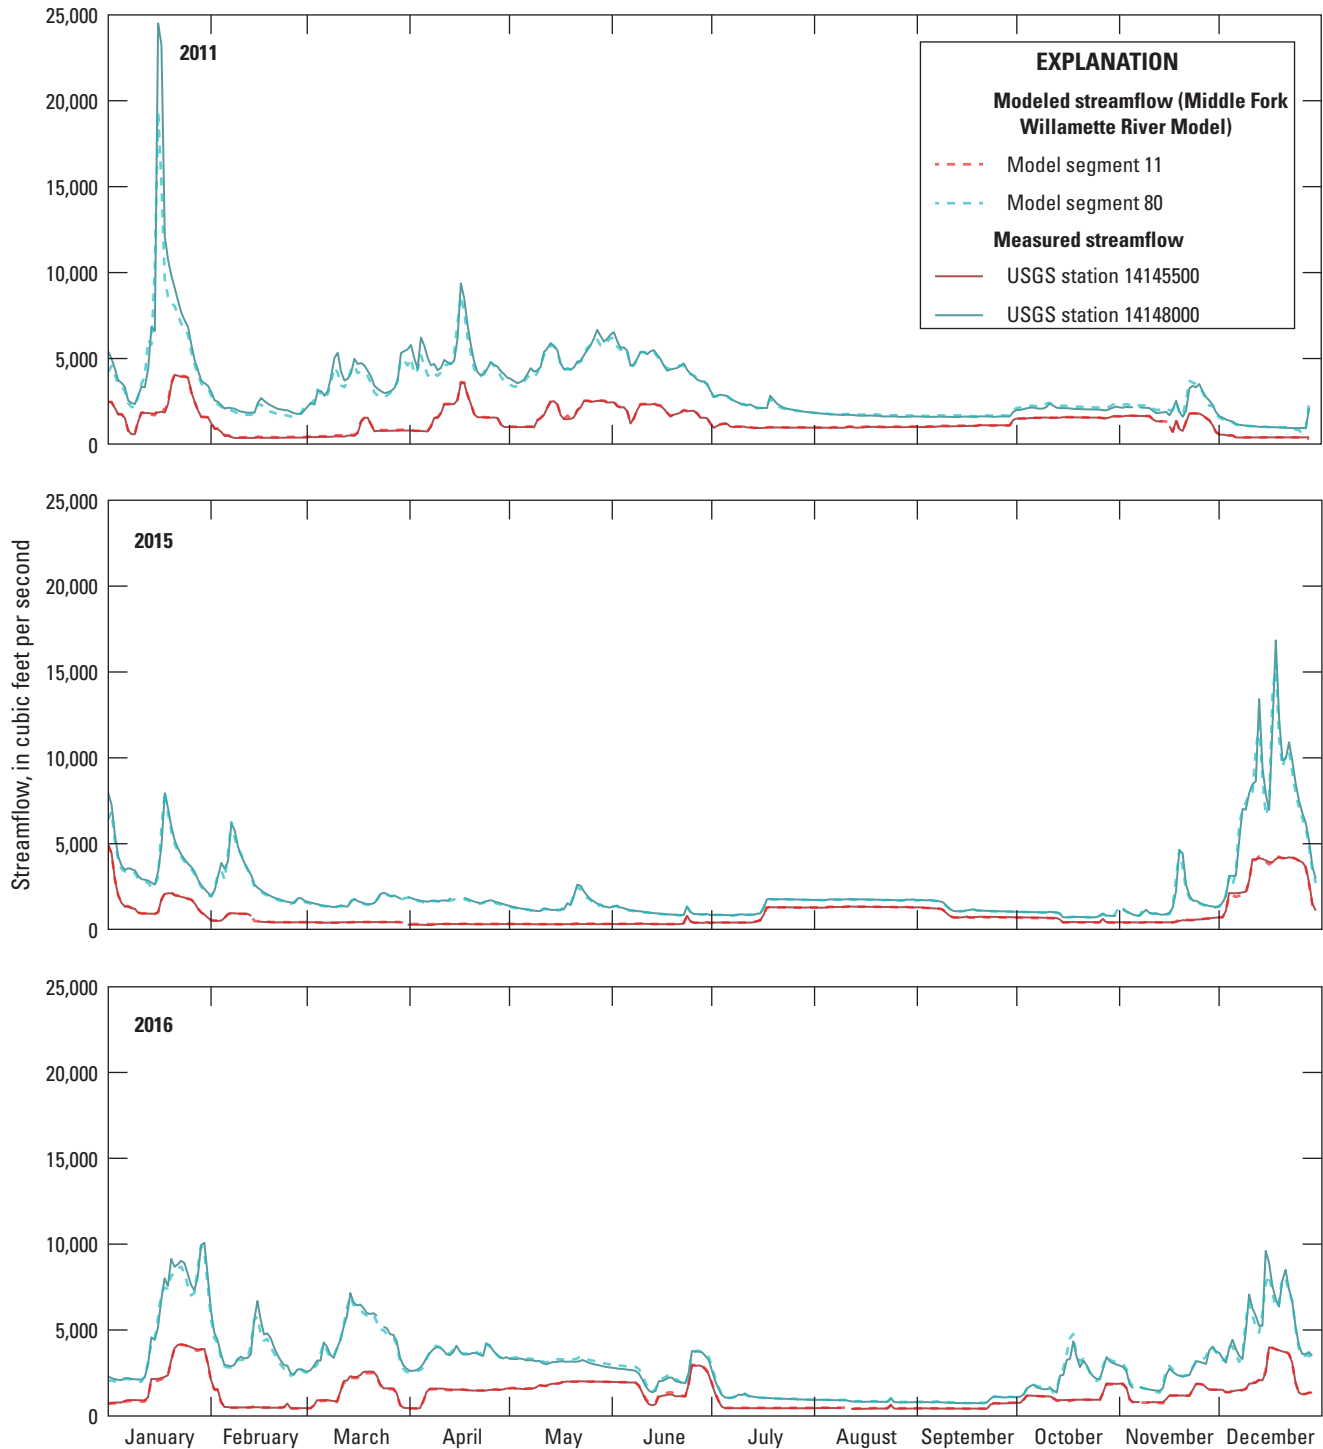 25,000
20,000
15,000
10,000
5,000
0
2011
EXPLANATION
Modeled streamflow (Middle Fork
Willamette River Model)
Model segment 11
Model segment 80
Measured streamflow
USGS station 14145500
USGS station 14148000
Streamflow, in cubic feet per second
25,000
20,000
15,000
10,000
5,000
0
2015
25,000
20,000
15,000
10,000
5,000
0
2016
January February March April May June July August September October November December